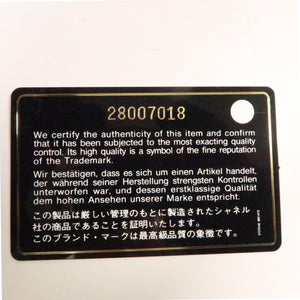 28007018
We certify the authenticity of this item and confirm
that it has been subjected to the most exacting quality
control. Its high quality is a symbol of the fine reputation
of the Trademark.
Wir bestätigen, dass es sich um einen Artikel handelt,
der während seiner Herstellung strengsten Kontrollen
unterworfen war, und dessen erstklassige Qualität
dem hohen Ansehen unserer Marke entspricht.
この製品は厳しい管理のもとに製造されたシャネル
社の商品であることを証明いたします。
このブランド・マークは最高級品質の象徴です。